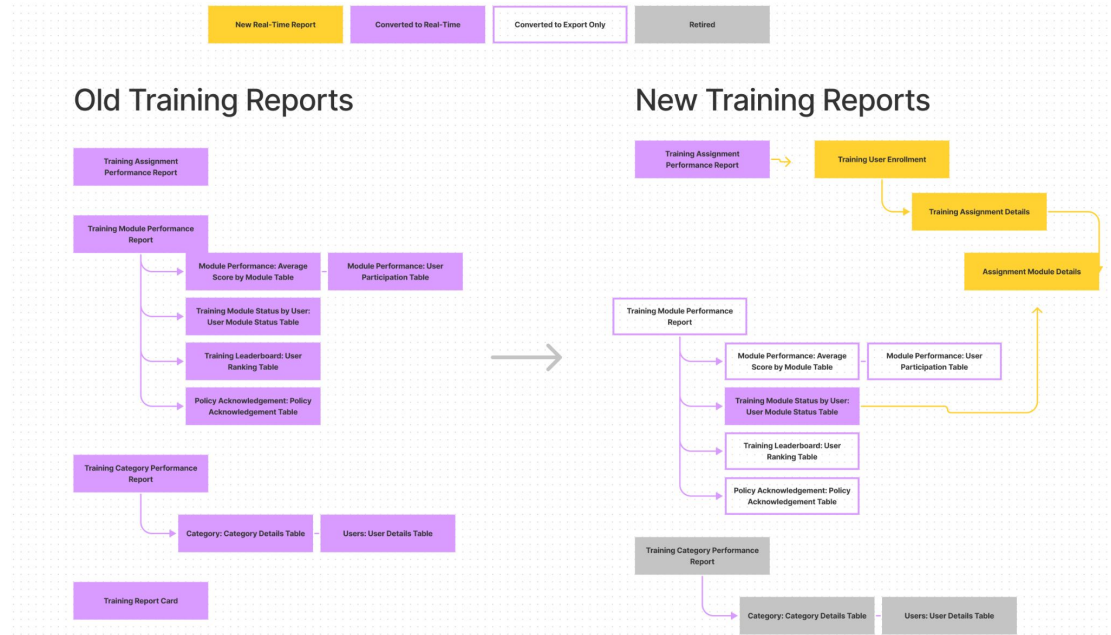 New Real-Time Report
Converted to Real-Time
Converted to Export Only
Retired
Old Training Reports
Training Assignment
Performance Report
Training Module Performance
Report
Module Performance: Average
Score by Module Table
Module Performance: User
Participation Table
Training Module Status by User:
User Module Status Table
Training Leaderboard: User
Ranking Table
Policy Acknowledgement: Policy
Acknowledgement Table
Training Category Performance
Report
Category: Category Details Table
Users: User Details Table
Training Report Card
New Training Reports
Training Assignment
Performance Report
Training User Enrollment
Training Assignment Details
Assignment Module Details
Training Module Performance
Report
Module Performance: Average
Score by Module Table
Module Performance: User
Participation Table
Training Module Status by User:
User Module Status Table
Training Leaderboard: User
Ranking Table
Policy Acknowledgement: Policy
Acknowledgement Table
Training Category Performance
Report
Category: Category Details Table
Users: User Details Table